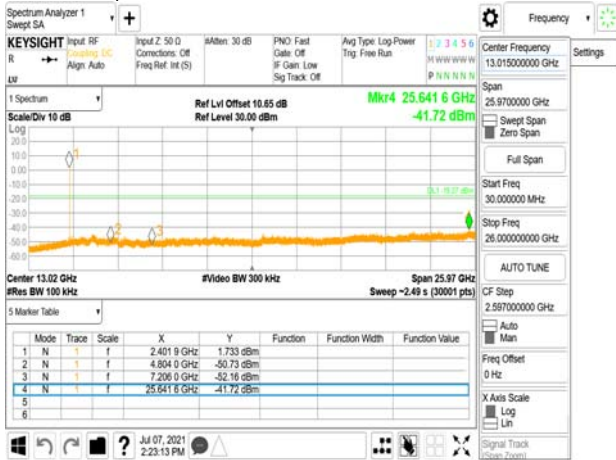 Spectrum Analyzer 1
Swept SA
Frequency
KEYSIGHT
Input: RF
Coupling: DC
Align: Auto
Input Z: 50 Ω
Corrections: Off
Freq Ref: Int (S)
#Atten: 30 dB
PNO: Fast
Gate: Off
IF Gain: Low
Sig Track: Off
Avg Type: Log-Power
Trig: Free Run
1 2 3 4 5 6
M W W W W W
P N N N N N
R
LXI
1 Spectrum
Scale/Div 10 dB
Ref Lvl Offset 10.65 dB
Ref Level 30.00 dBm
Mkr4 25.641 6 GHz
-41.72 dBm
Log
20.0
10.0
0.00
-10.0
-20.0
-30.0
-40.0
-50.0
-60.0
1
2
3
Center 13.02 GHz
#Res BW 100 kHz
#Video BW 300 kHz
Span 25.97 GHz
Sweep ~2.49 s (30001 pts)
5 Marker Table
Mode Trace Scale X Y Function Function Width Function Value
1 N 1 f 2.401 9 GHz 1.733 dBm
2 N 1 f 4.804 0 GHz -50.73 dBm
3 N 1 f 7.206 0 GHz -52.16 dBm
4 N 1 f 25.641 6 GHz -41.72 dBm
5
6
Jul 07, 2021
2:23:13 PM
Center Frequency
13.015000000 GHz
Settings
Span
25.9700000 GHz
Swept Span
Zero Span
Full Span
Start Freq
30.000000 MHz
Stop Freq
26.000000000 GHz
AUTO TUNE
CF Step
2.597000000 GHz
Auto
Man
Freq Offset
0 Hz
X Axis Scale
Log
Lin
Signal Track
(Span Zoom)